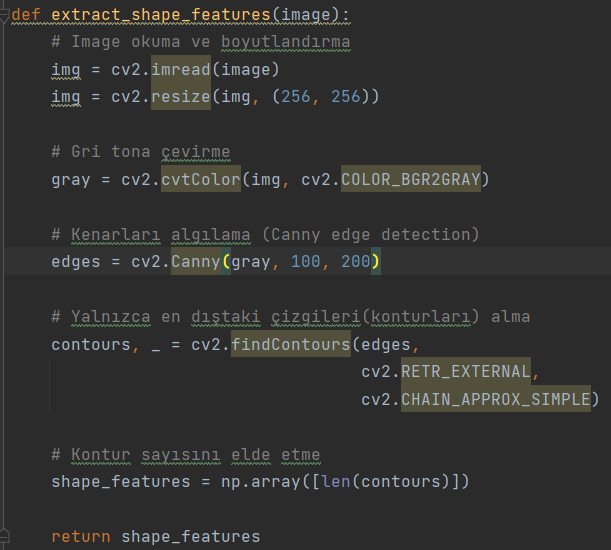 def extract_shape_features(image):
# Image okuma ve boyutlandırma
img = cv2.imread(image)
img = cv2.resize(img, (256, 256))
# Gri tona çevirme
gray = cv2.cvtColor(img, cv2.COLOR_BGR2GRAY)
# Kenarları algılama (Canny edge detection)
edges = cv2.Canny(gray, 100, 200)
# Yalnızca en dıştaki çizgileri(konturları) alma
contours, _ = cv2.findContours(edges,
cv2.RETR_EXTERNAL,
cv2.CHAIN_APPROX_SIMPLE)
# Kontur sayısını elde etme
shape_features = np.array([len(contours)])
return shape_features